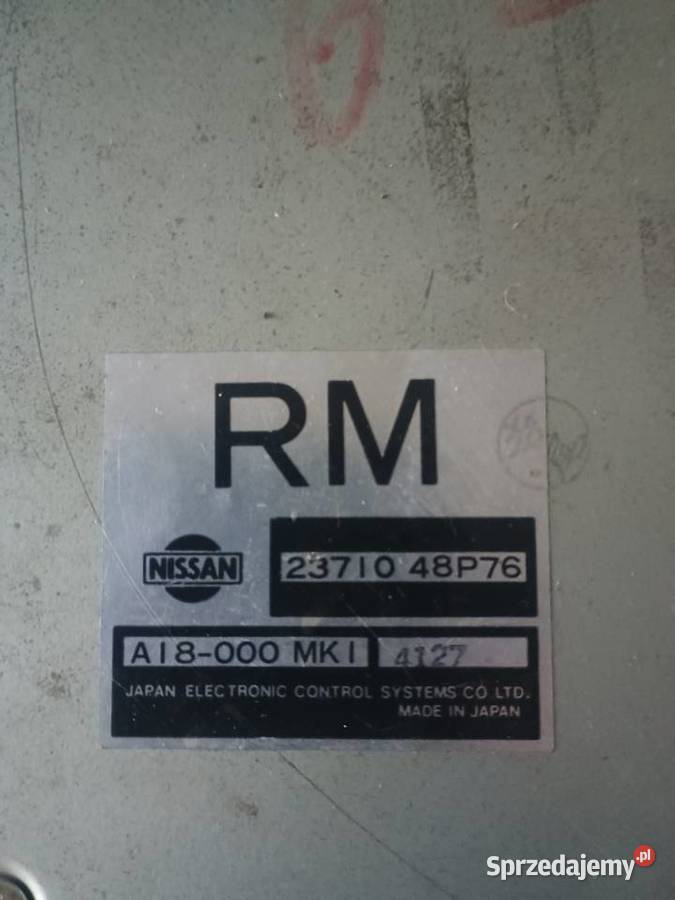 RM
NISSAN
23710 48P76
A18-000 MK1 4127
JAPAN ELECTRONIC CONTROL SYSTEMS CO LTD.
MADE IN JAPAN
Sprzedajemy.pl